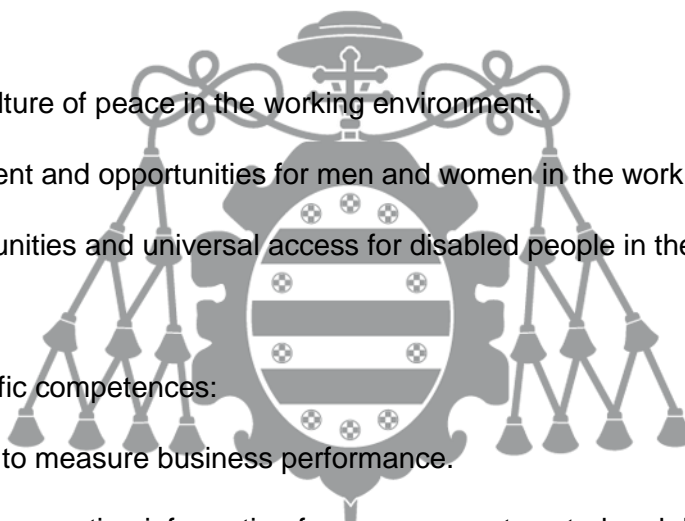 lture of peace in the working environment.
ent and opportunities for men and women in the work
unities and universal access for disabled people in the
fic competences:
to measure business performance.